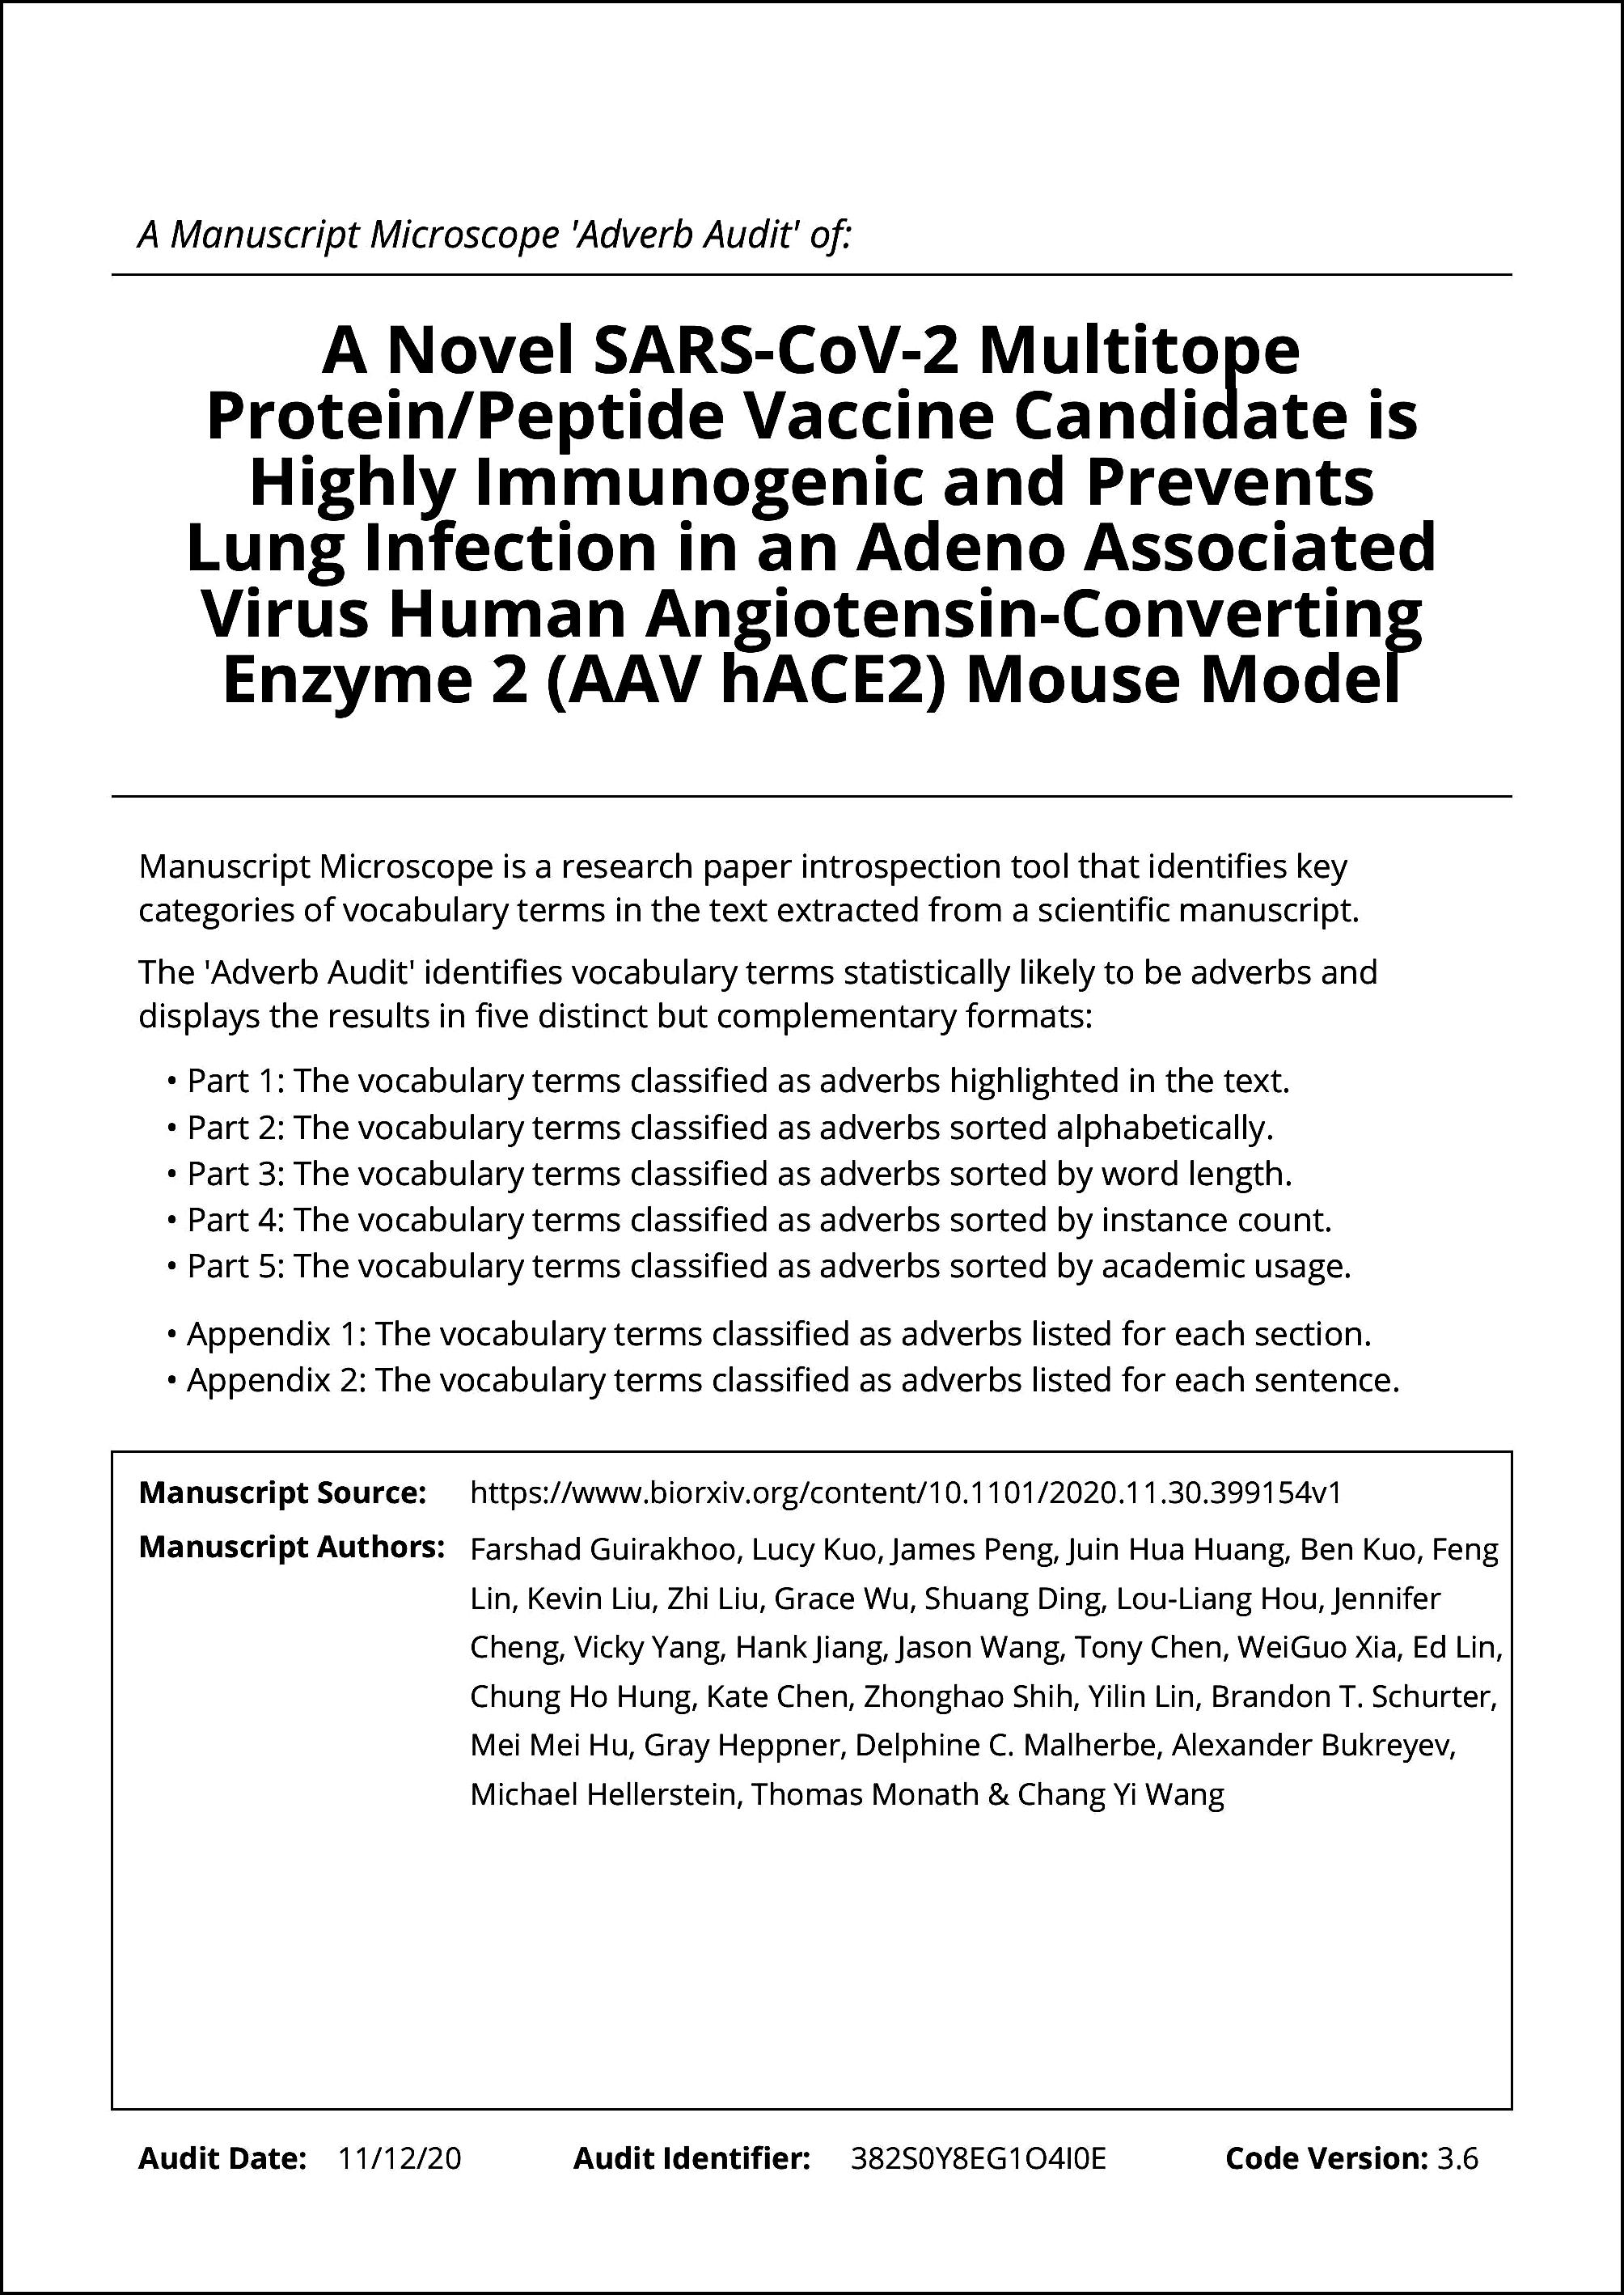 A Manuscript Microscope 'Adverb Audit' of:
A Novel SARS-CoV-2 Multitope
Protein/Peptide Vaccine Candidate is
Highly Immunogenic and Prevents
Lung Infection in an Adeno Associated
Virus Human Angiotensin-Converting
Enzyme 2 (AAV hACE2) Mouse Model
Manuscript Microscope is a research paper introspection tool that identifies key
categories of vocabulary terms in the text extracted from a scientific manuscript.
The 'Adverb Audit' identifies vocabulary terms statistically likely to be adverbs and
displays the results in five distinct but complementary formats:
• Part 1: The vocabulary terms classified as adverbs highlighted in the text.
• Part 2: The vocabulary terms classified as adverbs sorted alphabetically.
• Part 3: The vocabulary terms classified as adverbs sorted by word length.
• Part 4: The vocabulary terms classified as adverbs sorted by instance count.
• Part 5: The vocabulary terms classified as adverbs sorted by academic usage.
• Appendix 1: The vocabulary terms classified as adverbs listed for each section.
• Appendix 2: The vocabulary terms classified as adverbs listed for each sentence.
Manuscript Source: https://www.biorxiv.org/content/10.1101/2020.11.30.399154v1
Manuscript Authors: Farshad Guirakhoo, Lucy Kuo, James Peng, Juin Hua Huang, Ben Kuo, Feng
Lin, Kevin Liu, Zhi Liu, Grace Wu, Shuang Ding, Lou-Liang Hou, Jennifer
Cheng, Vicky Yang, Hank Jiang, Jason Wang, Tony Chen, WeiGuo Xia, Ed Lin,
Chung Ho Hung, Kate Chen, Zhonghao Shih, Yilin Lin, Brandon T. Schurter,
Mei Mei Hu, Gray Heppner, Delphine C. Malherbe, Alexander Bukreyev,
Michael Hellerstein, Thomas Monath & Chang Yi Wang
Audit Date: 11/12/20 Audit Identifier: 382S0Y8EG1O4I0E Code Version: 3.6